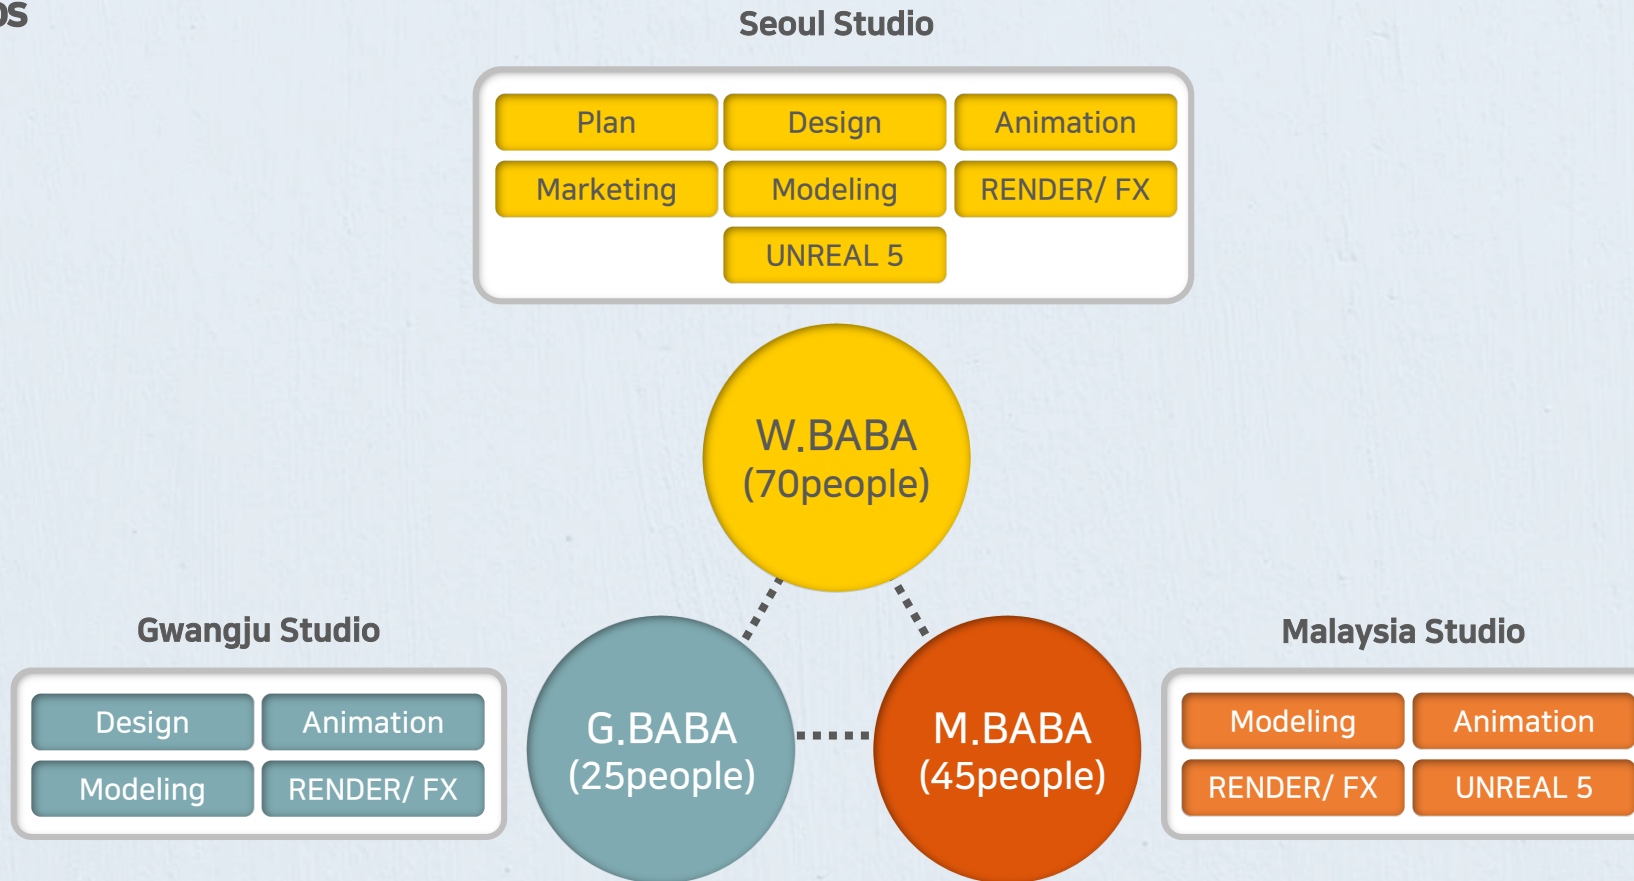 Seoul Studio
Plan Design Animation
Marketing Modeling RENDER/ FX
UNREAL 5
W.BABA
(70people)
Gwangju Studio
Design Animation
Modeling RENDER/ FX
G.BABA
(25people)
M.BABA
(45people)
Malaysia Studio
Modeling Animation
RENDER/ FX UNREAL 5